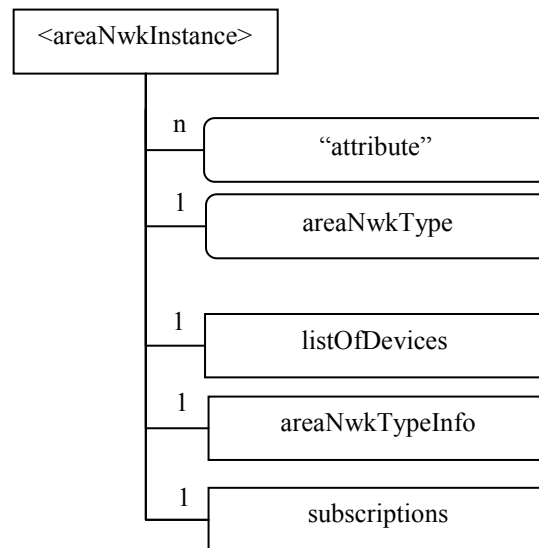 <areaNwkInstance>
n
“attribute”
1
areaNwkType
1
listOfDevices
1
areaNwkTypeInfo
1
subscriptions